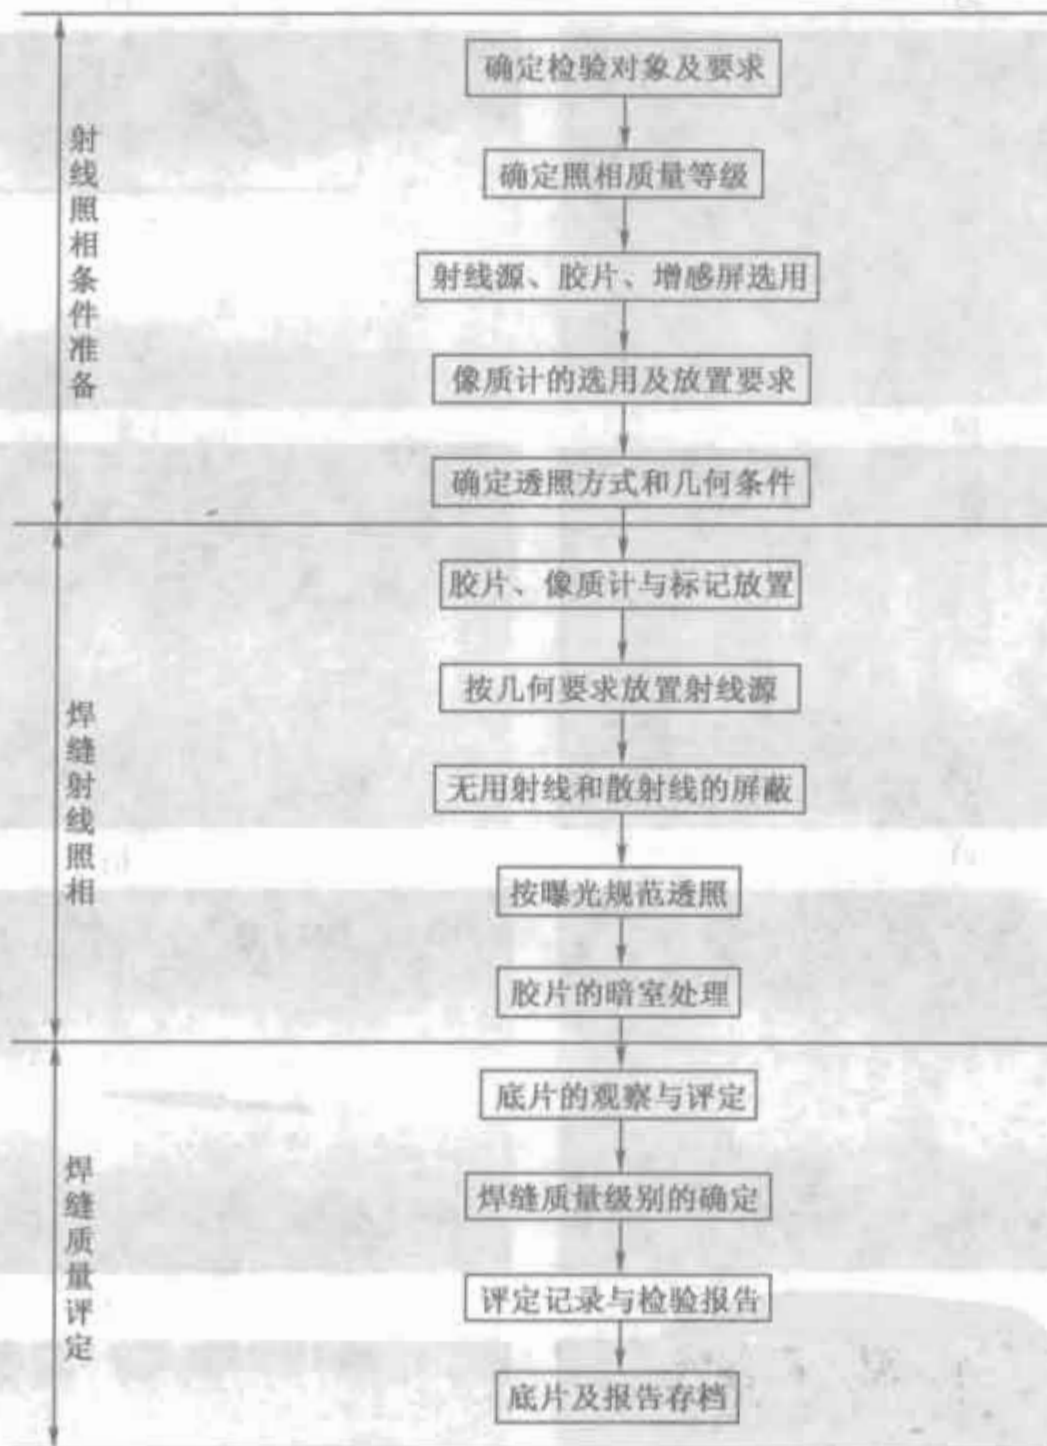 射线照相条件准备
确定检验对象及要求
确定照相质量等级
射线源、胶片、增感屏选用
像质计的选用及放置要求
确定透照方式和几何条件
焊缝射线照相
胶片、像质计与标记放置
按几何要求放置射线源
无用射线和散射线的屏蔽
按曝光规范透照
胶片的暗室处理
焊缝质量评定
底片的观察与评定
焊缝质量级别的确定
评定记录与检验报告
底片及报告存档